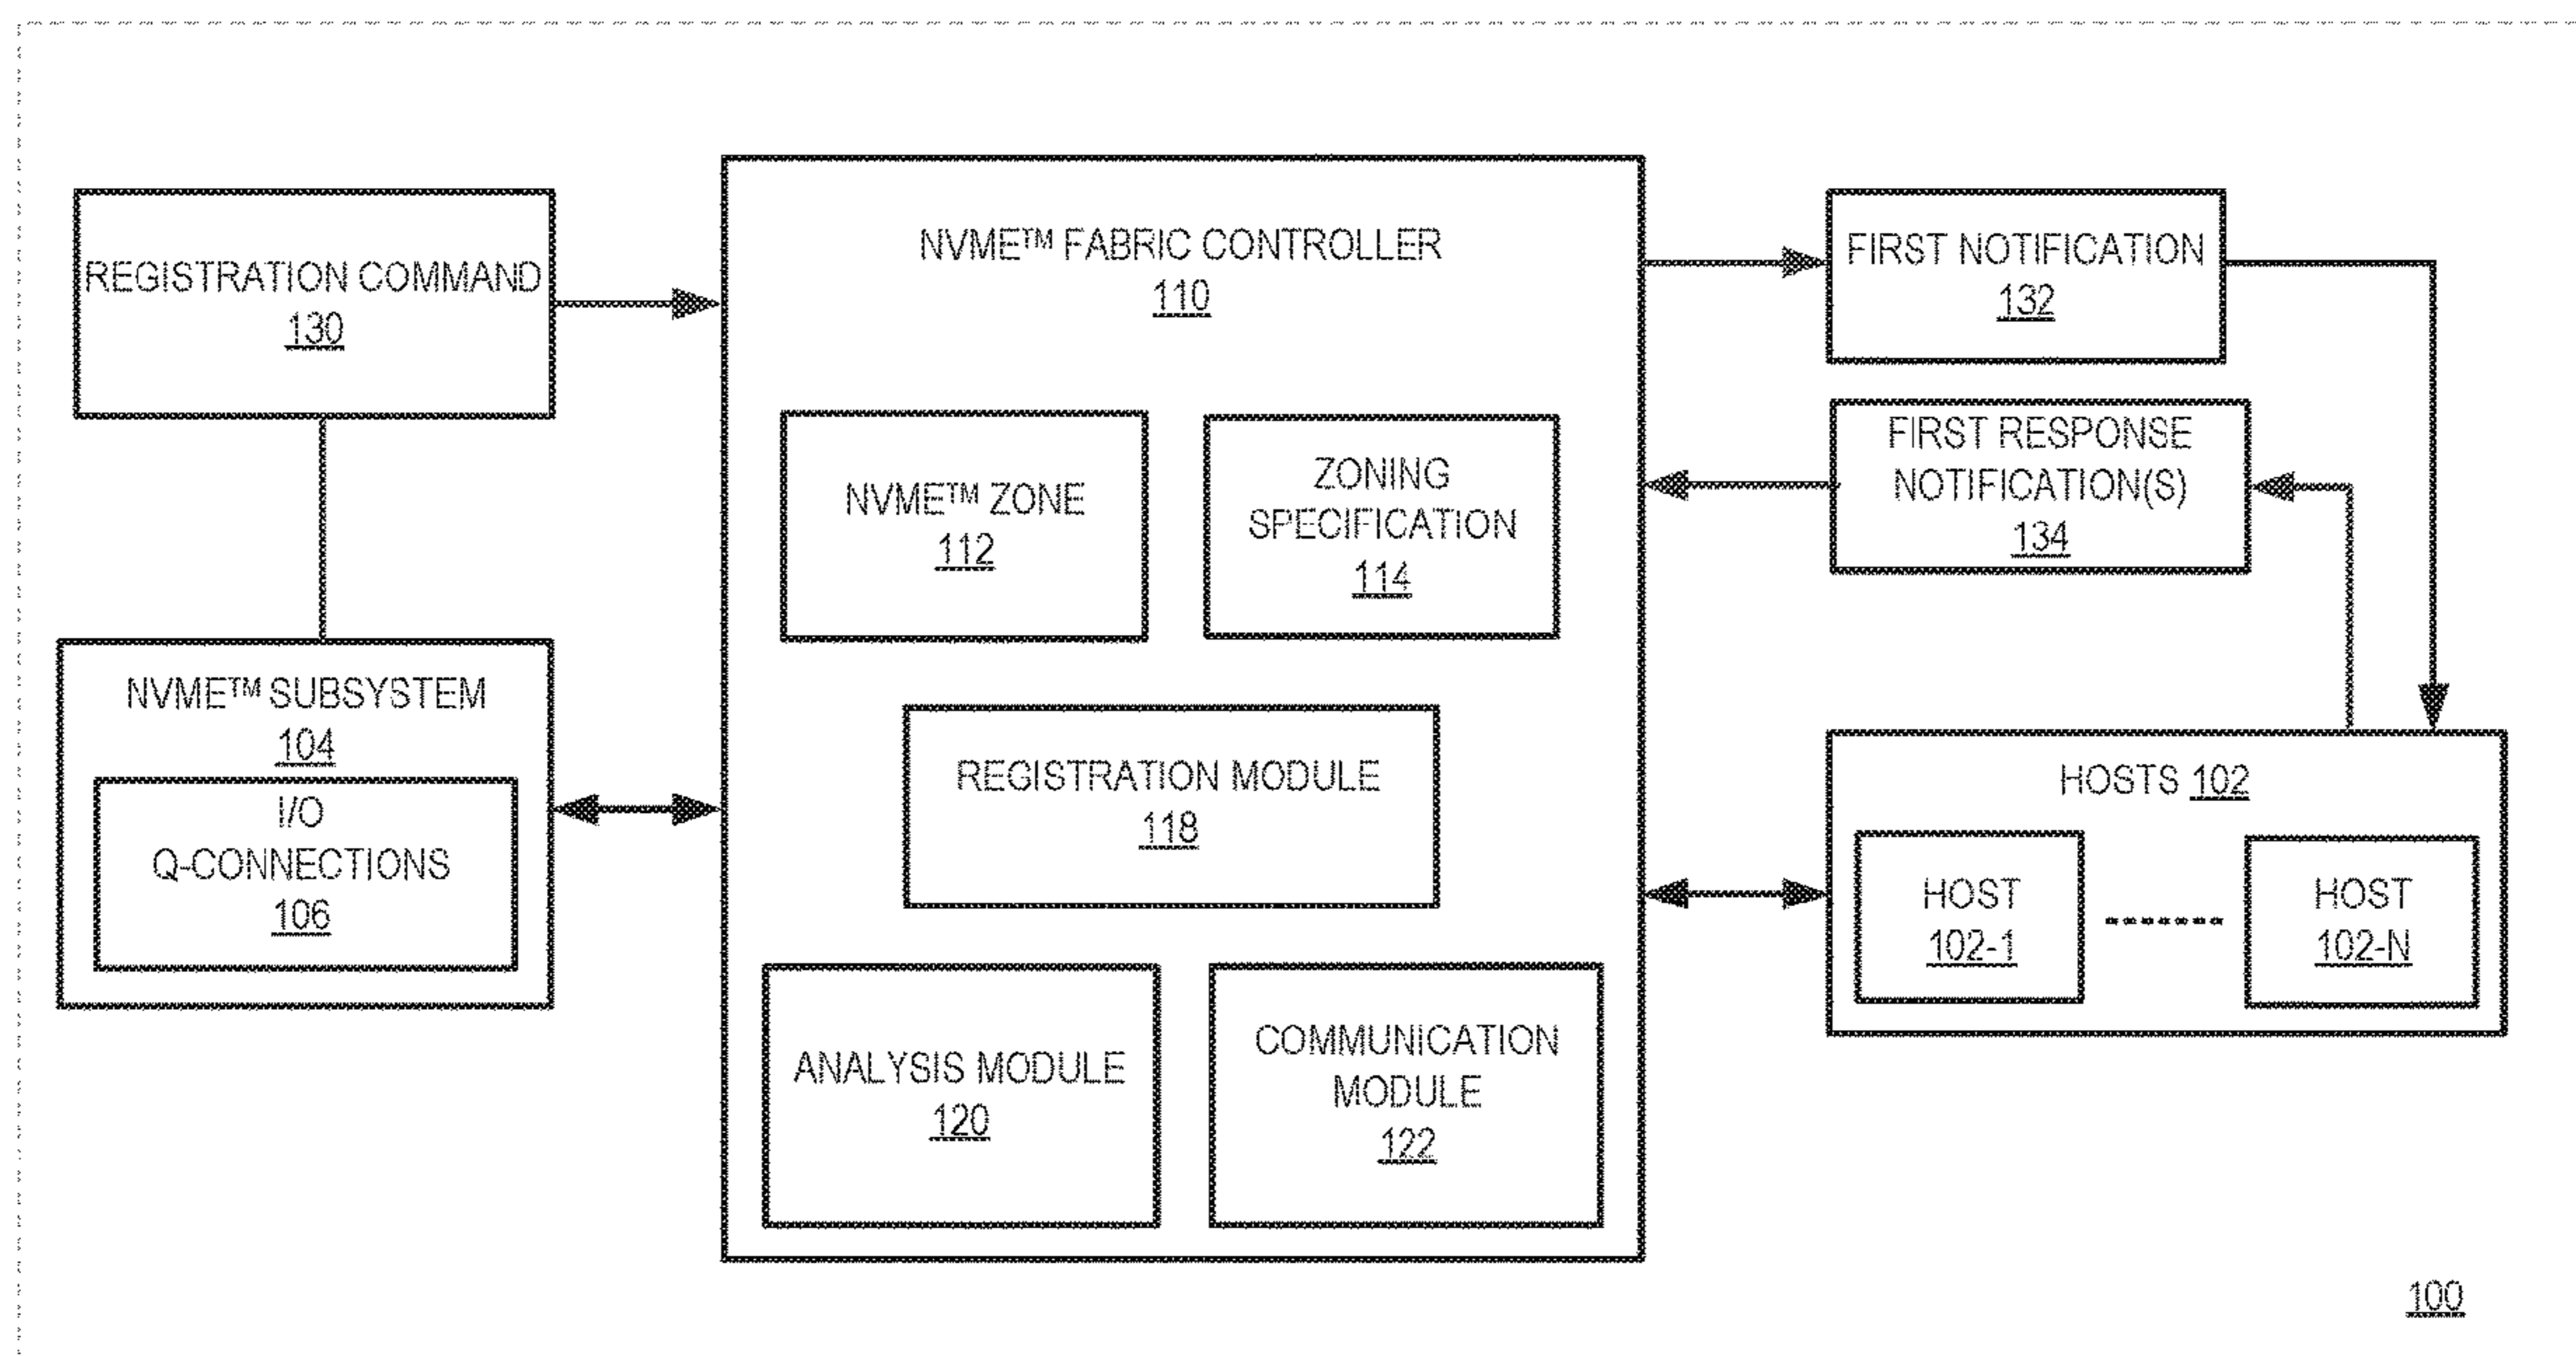 REGISTRATION COMMAND
130
NVME™ SUBSYSTEM
104
I/O
Q-CONNECTIONS
106
NVME™ FABRIC CONTROLLER
110
NVME™ ZONE
112
ZONING
SPECIFICATION
114
REGISTRATION MODULE
118
ANALYSIS MODULE
120
COMMUNICATION
MODULE
122
FIRST NOTIFICATION
132
FIRST RESPONSE
NOTIFICATION(S)
134
HOSTS 102
HOST
102-1
HOST
102-N
100